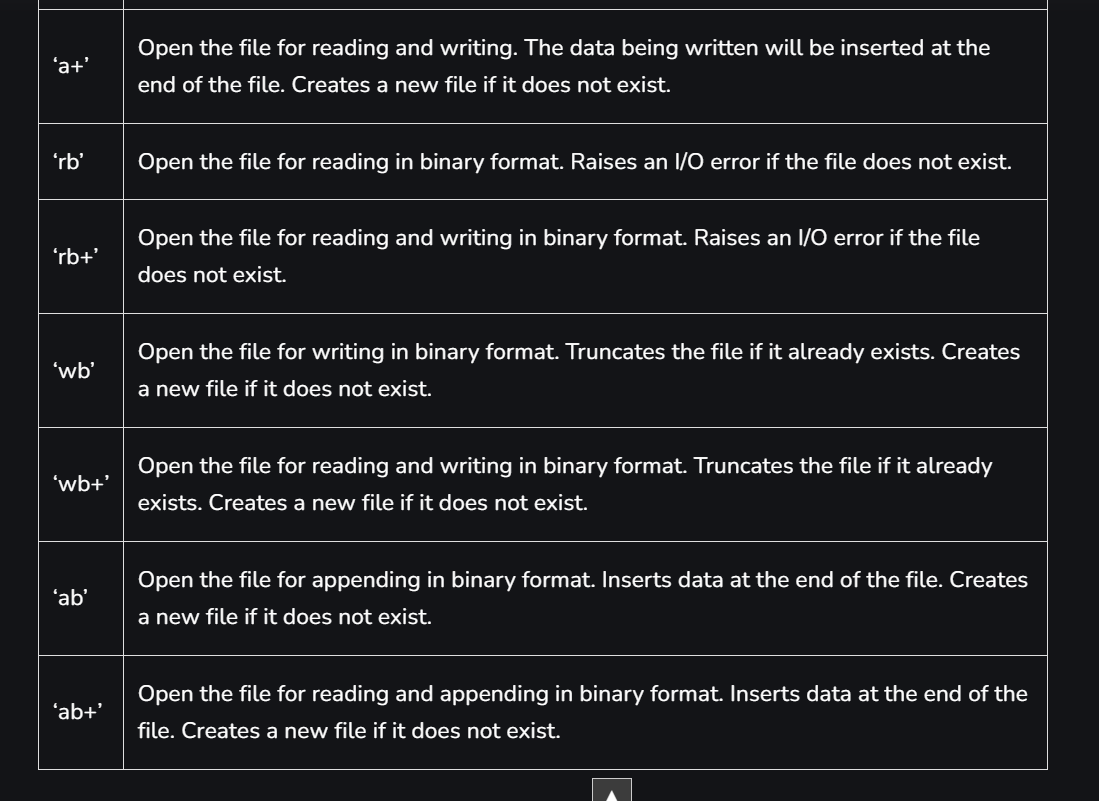 ‘a+’
Open the file for reading and writing. The data being written will be inserted at the
end of the file. Creates a new file if it does not exist.
‘rb’
Open the file for reading in binary format. Raises an I/O error if the file does not exist.
‘rb+’
Open the file for reading and writing in binary format. Raises an I/O error if the file
does not exist.
‘wb’
Open the file for writing in binary format. Truncates the file if it already exists. Creates
a new file if it does not exist.
‘wb+’
Open the file for reading and writing in binary format. Truncates the file if it already
exists. Creates a new file if it does not exist.
‘ab’
Open the file for appending in binary format. Inserts data at the end of the file. Creates
a new file if it does not exist.
‘ab+’
Open the file for reading and appending in binary format. Inserts data at the end of the
file. Creates a new file if it does not exist.